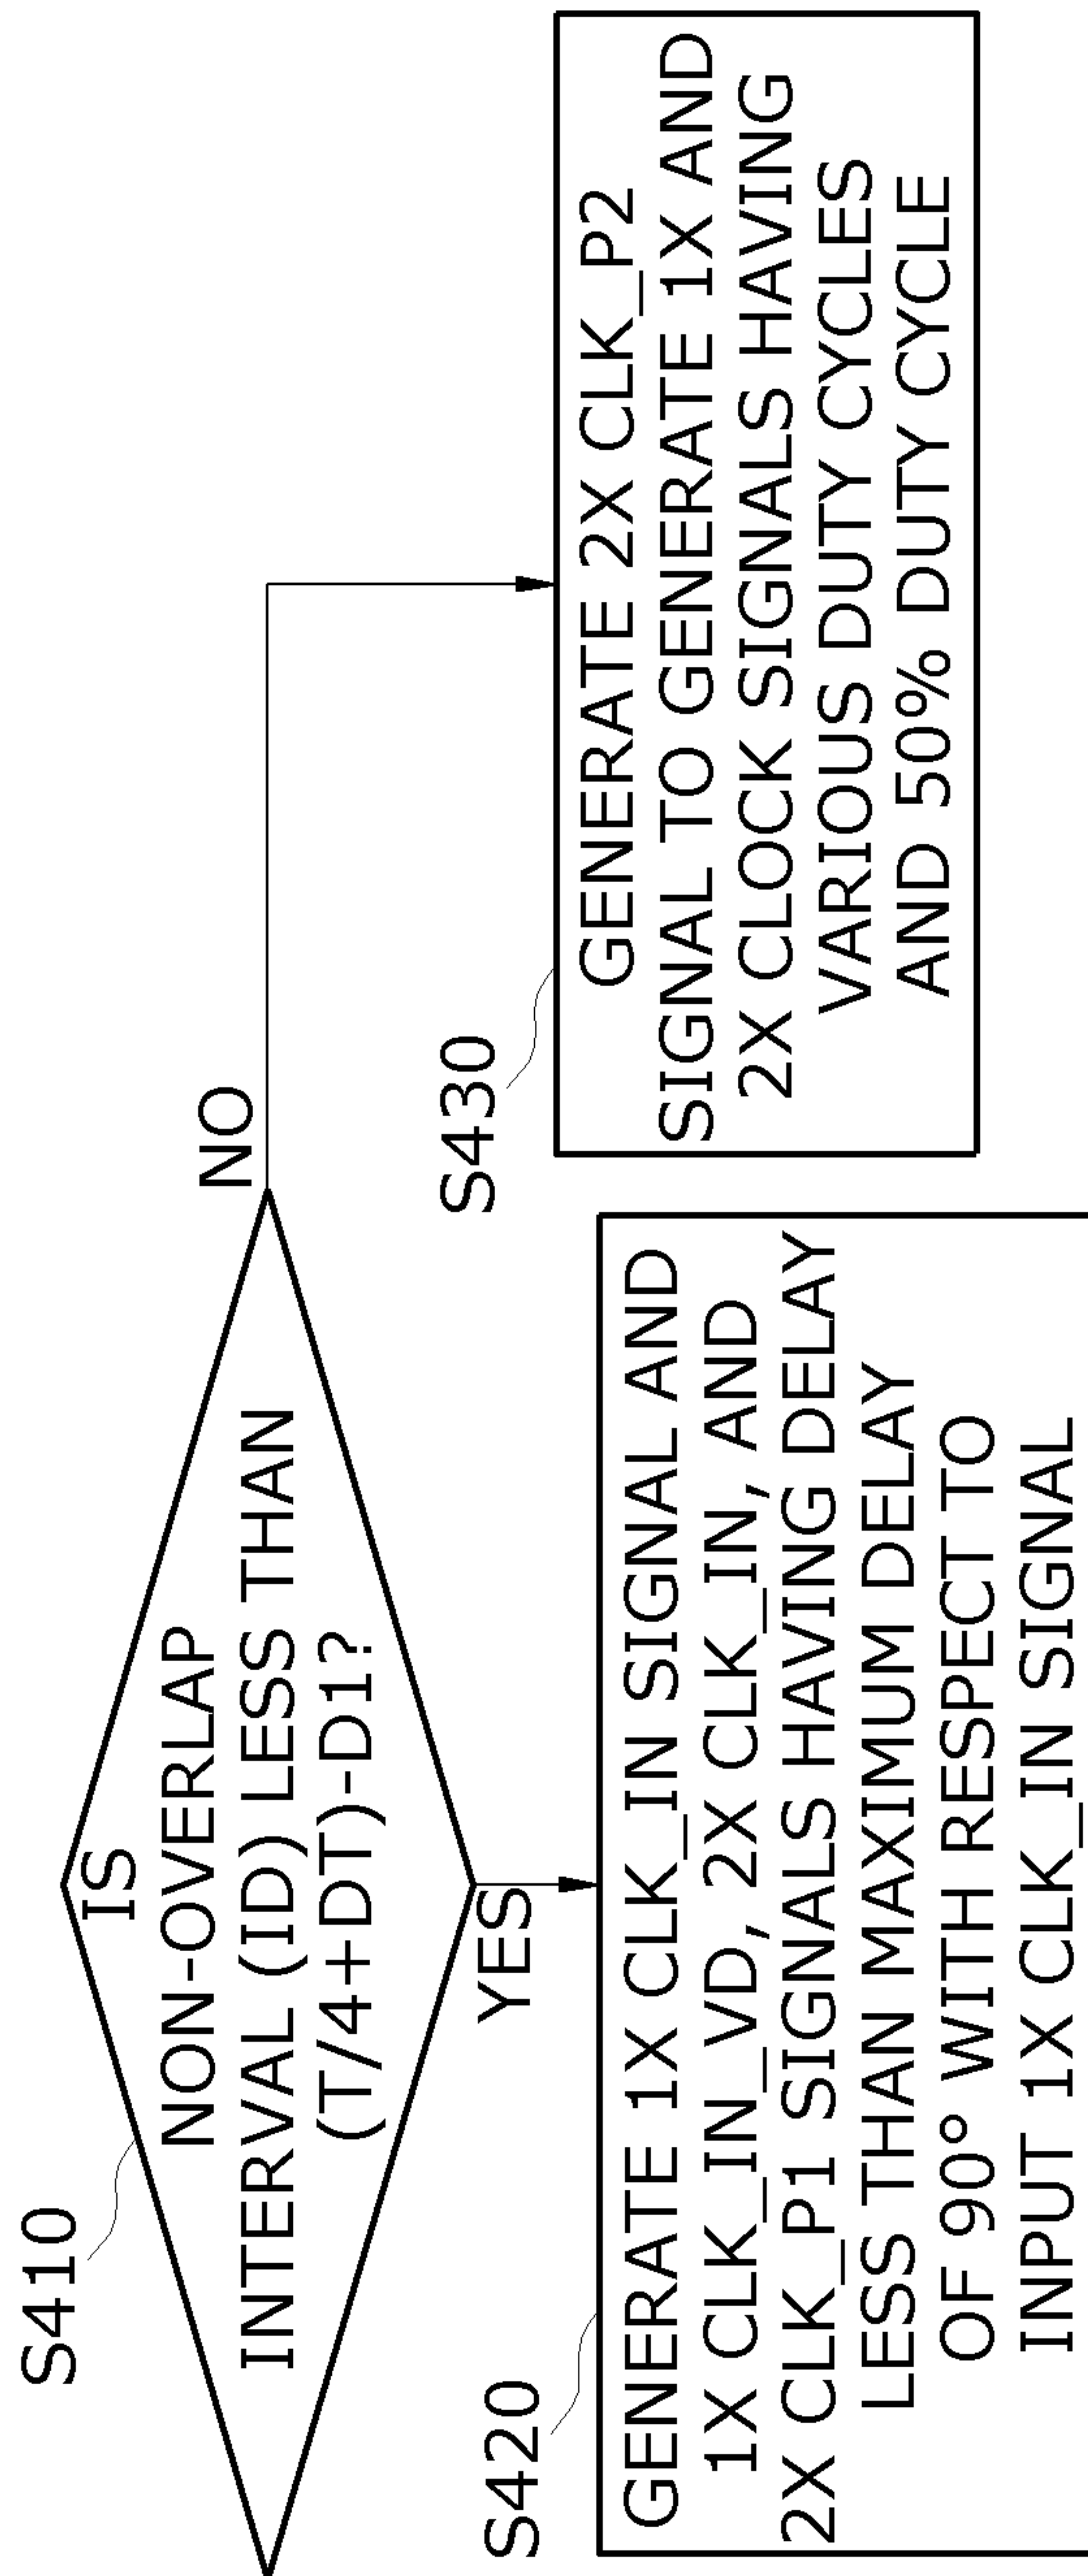 S410
IS
NON-OVERLAP
INTERVAL (ID) LESS THAN
(T/4+DT)-D1?
NO
YES
S420
GENERATE 1X CLK_IN SIGNAL AND
1X CLK_IN_VD, 2X CLK_IN, AND
2X CLK_P1 SIGNALS HAVING DELAY
LESS THAN MAXIMUM DELAY
OF 90° WITH RESPECT TO
INPUT 1X CLK_IN SIGNAL
S430
GENERATE 2X CLK_P2
SIGNAL TO GENERATE 1X AND
2X CLOCK SIGNALS HAVING
VARIOUS DUTY CYCLES
AND 50% DUTY CYCLE